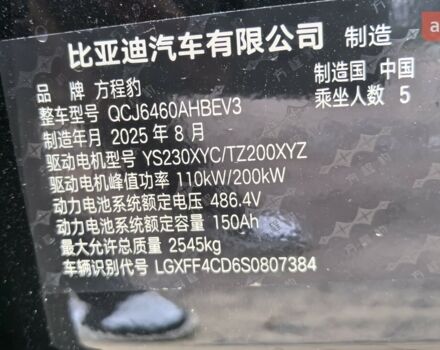 比亚迪汽车有限公司 制造
品 牌 方程豹 制造国 中国
整车型号 QCJ6460AHBEV3 乘坐人数 5
制造年月 2025 年 8 月
驱动电机型号 YS230XYC/TZ200XYZ
驱动电机峰值功率 110kW/200kW
动力电池系统额定电压 486.4V
动力电池系统额定容量 150Ah
最大允许总质量 2545kg
车辆识别代号 LGXFF4CD6S0807384